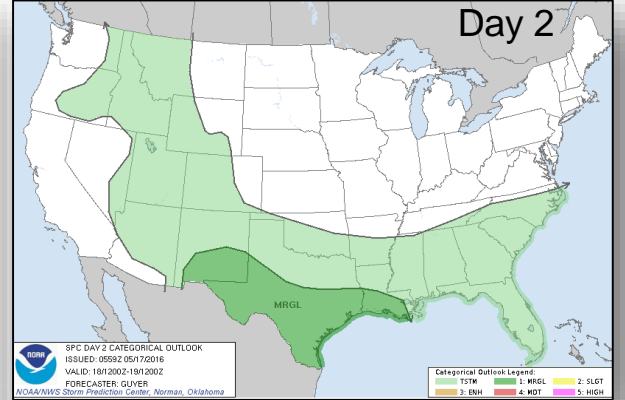 Day 2
MRGL
SPC DAY 2 CATEGORICAL OUTLOOK
ISSUED: 0559Z 05/17/2016
VALID: 18/1200Z-19/1200Z
FORECASTER: GUYER
NOAA/NWS Storm Prediction Center, Norman, Oklahoma
NOAA
Categorical Outlook Legend:
TSTM 1: MRGL 2: SLGT
3: ENH 4: MDT 5: HIGH